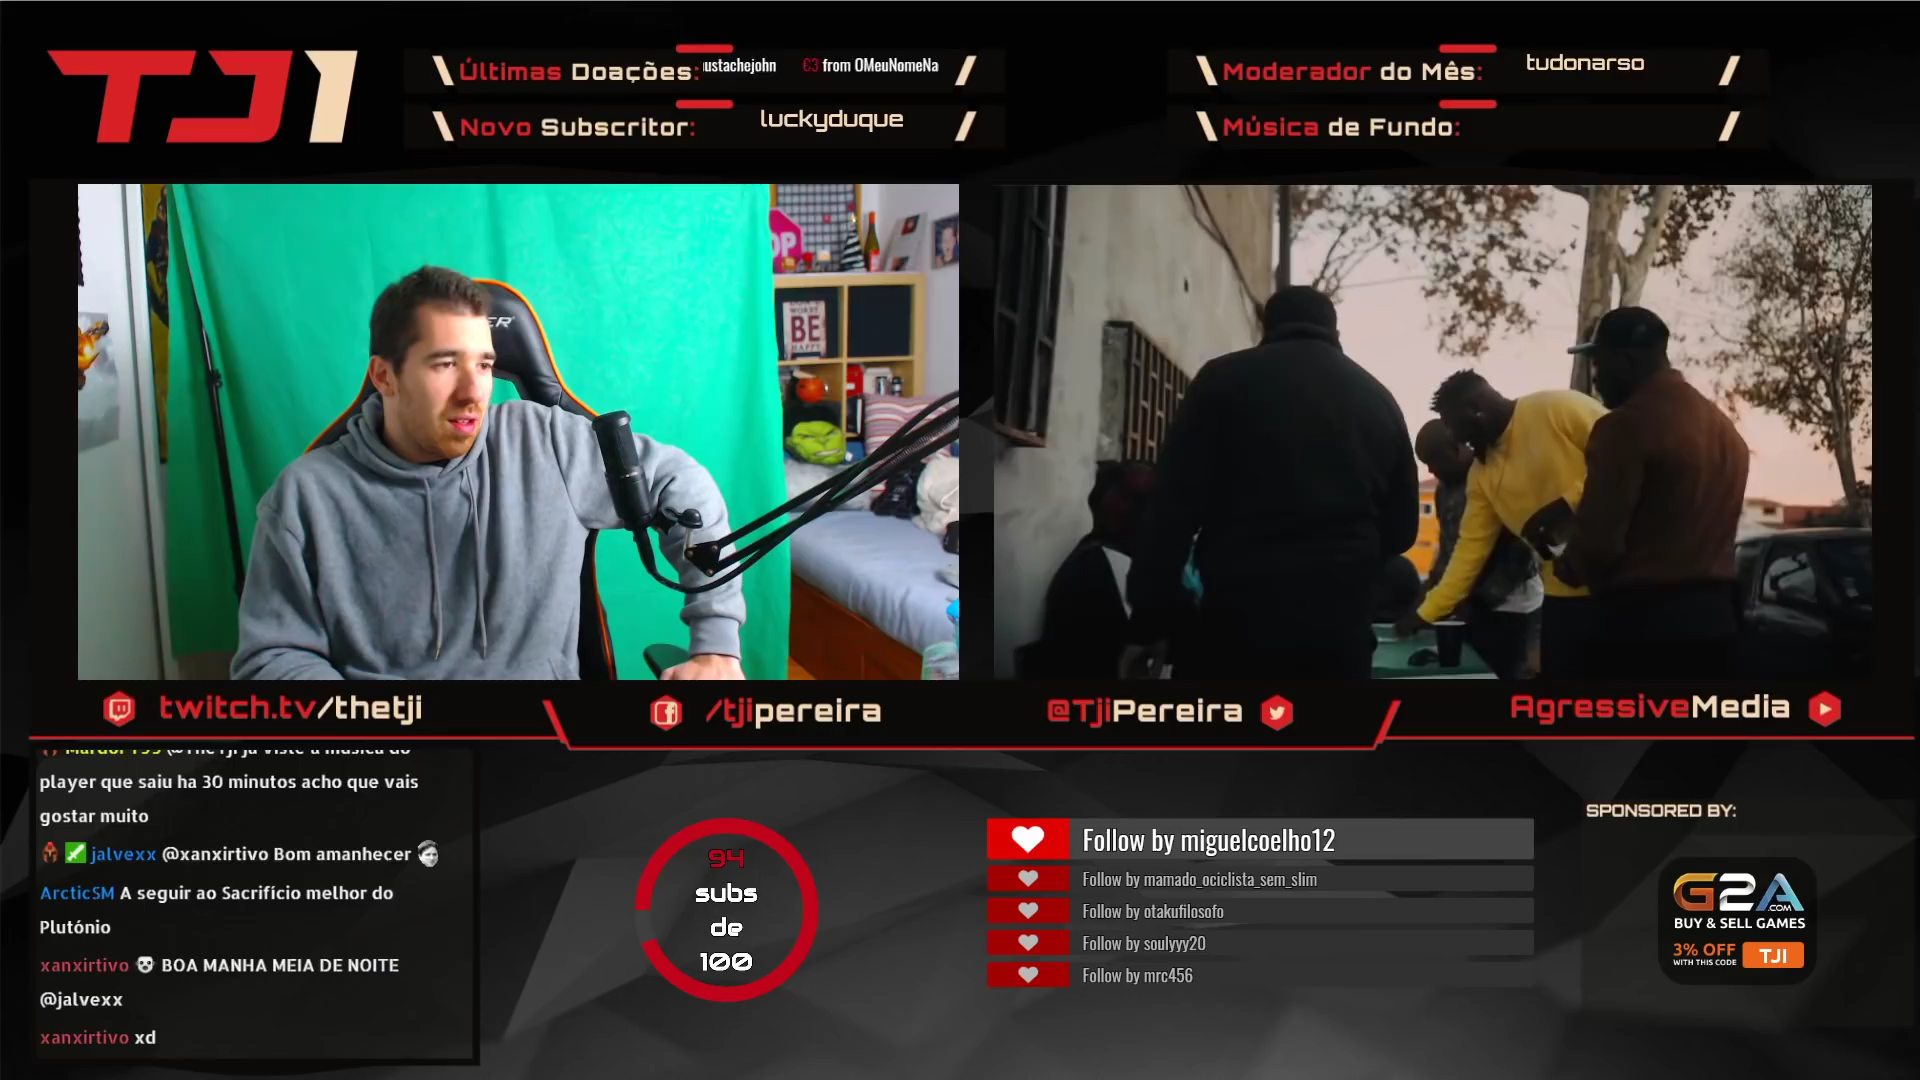 TJI
Últimas Doações:
ustachejohn €3 from OMeuNomeNa
Novo Subscritor: luckyduque
Moderador do Mês: tudonarso
Música de Fundo:
BE
HAPPY
twitch.tv/thetji
/tjipereira
@TjiPereira
AgressiveMedia
player que saiu ha 30 minutos acho que vais
gostar muito
jalvexx @xanxirtivo Bom amanhecer
ArcticSM A seguir ao Sacrifício melhor do
Plutónio
xanxirtivo BOA MANHA MEIA DE NOITE
@jalvexx
xanxirtivo xd
94
subs
de
100
Follow by miguelcoelho12
Follow by mamado_ociclista_sem_slim
Follow by otakufilosofo
Follow by soulyyy20
Follow by mrc456
SPONSORED BY:
G2A
.COM
BUY & SELL GAMES
3% OFF
WITH THIS CODE
TJI